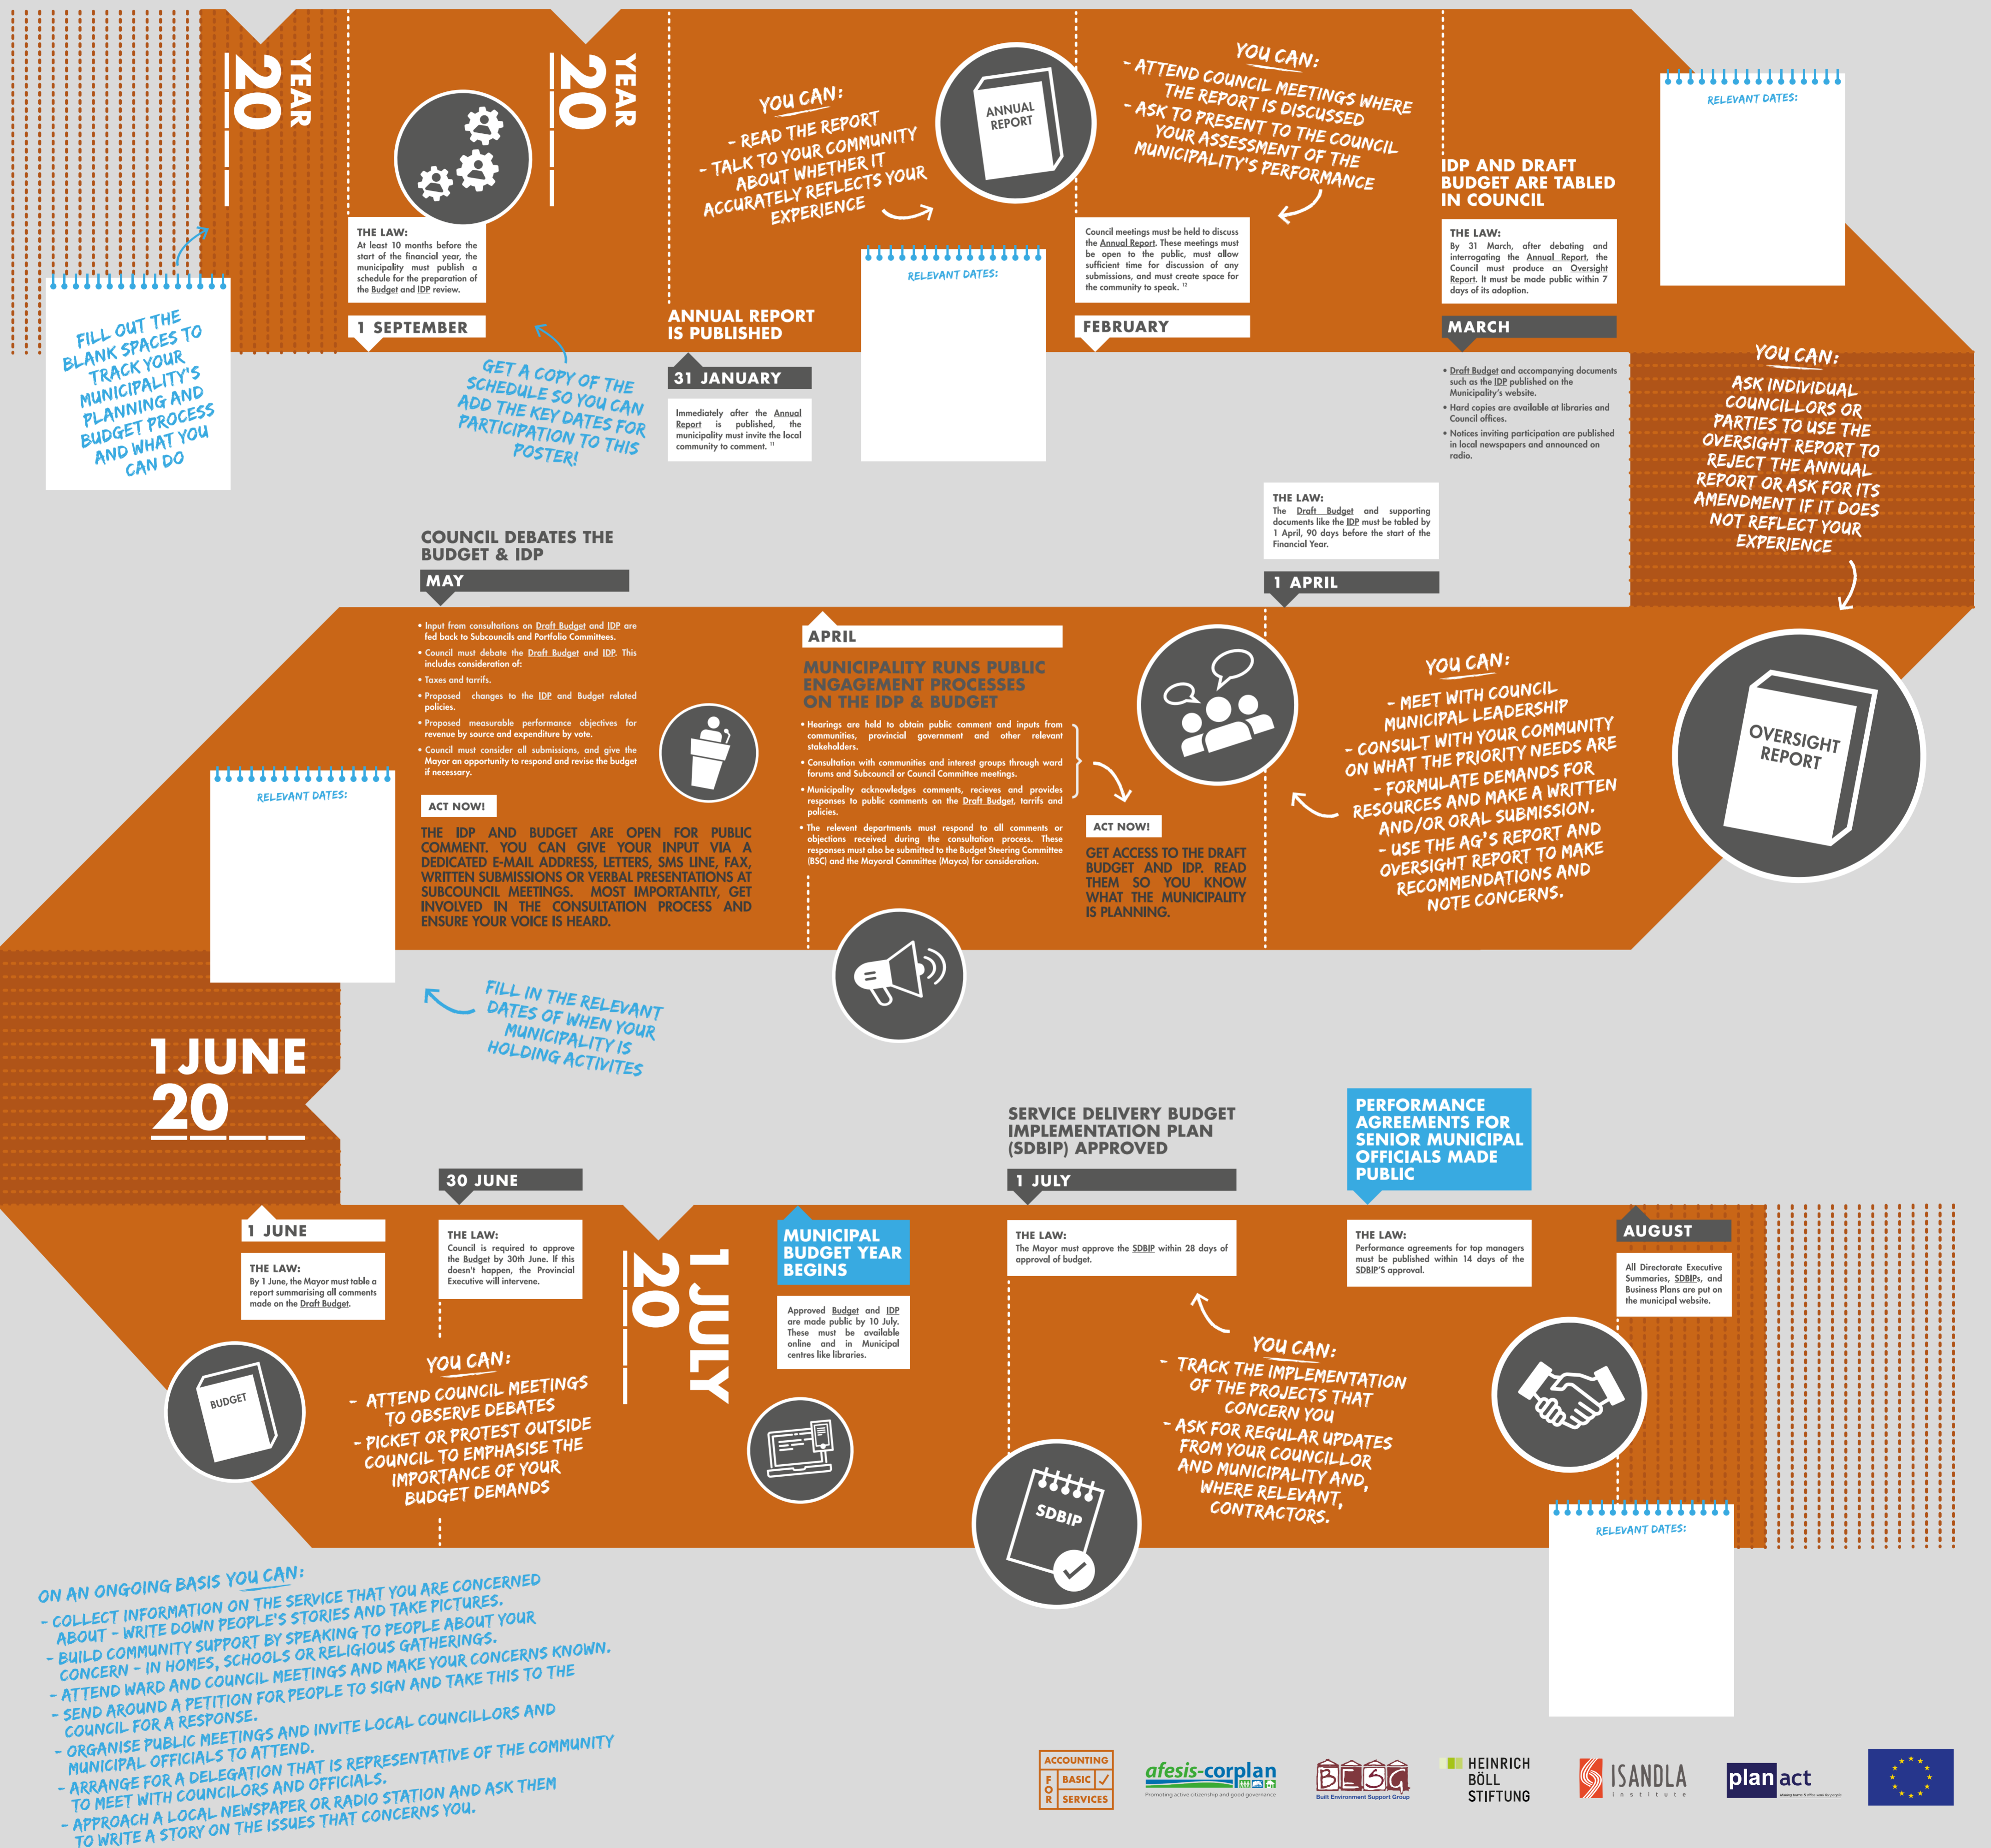 YEAR
20
THE LAW:
At least 10 months before the
start of the financial year, the
municipality must publish a
schedule for the preparation of
the Budget and IDP review.
1 SEPTEMBER
FILL OUT THE
BLANK SPACES TO
TRACK YOUR
MUNICIPALITY'S
PLANNING AND
BUDGET PROCESS
AND WHAT YOU
CAN DO
GET A COPY OF THE
SCHEDULE SO YOU CAN
ADD THE KEY DATES FOR
PARTICIPATION TO THIS
POSTER!
YEAR
20
ANNUAL REPORT
IS PUBLISHED
31 JANUARY
Immediately after the Annual
Report is published, the
municipality must invite the local
community to comment. 11
YOU CAN:
- READ THE REPORT
- TALK TO YOUR COMMUNITY
ABOUT WHETHER IT
ACCURATELY REFLECTS YOUR
EXPERIENCE
ANNUAL
REPORT
RELEVANT DATES:
YOU CAN:
- ATTEND COUNCIL MEETINGS WHERE
THE REPORT IS DISCUSSED
- ASK TO PRESENT TO THE COUNCIL
YOUR ASSESSMENT OF THE
MUNICIPALITY'S PERFORMANCE
Council meetings must be held to discuss
the Annual Report. These meetings must
be open to the public, must allow
sufficient time for discussion of any
submissions, and must create space for
the community to speak. 12
FEBRUARY
IDP AND DRAFT
BUDGET ARE TABLED
IN COUNCIL
THE LAW:
By 31 March, after debating and
interrogating the Annual Report, the
Council must produce an Oversight
Report. It must be made public within 7
days of its adoption.
MARCH
• Draft Budget and accompanying documents
such as the IDP published on the
Municipality's website.
• Hard copies are available at libraries and
Council offices.
• Notices inviting participation are published
in local newspapers and announced on
radio.
RELEVANT DATES:
YOU CAN:
ASK INDIVIDUAL
COUNCILLORS OR
PARTIES TO USE THE
OVERSIGHT REPORT TO
REJECT THE ANNUAL
REPORT OR ASK FOR ITS
AMENDMENT IF IT DOES
NOT REFLECT YOUR
EXPERIENCE
OVERSIGHT
REPORT
THE LAW:
The Draft Budget and supporting
documents like the IDP must be tabled by
1 April, 90 days before the start of the
Financial Year.
1 APRIL
YOU CAN:
- MEET WITH COUNCIL
MUNICIPAL LEADERSHIP
- CONSULT WITH YOUR COMMUNITY
ON WHAT THE PRIORITY NEEDS ARE
- FORMULATE DEMANDS FOR
RESOURCES AND MAKE A WRITTEN
AND/OR ORAL SUBMISSION.
- USE THE AG'S REPORT AND
OVERSIGHT REPORT TO MAKE
RECOMMENDATIONS AND
NOTE CONCERNS.
APRIL
MUNICIPALITY RUNS PUBLIC
ENGAGEMENT PROCESSES
ON THE IDP & BUDGET
• Hearings are held to obtain public comment and inputs from
communities, provincial government and other relevant
stakeholders.
• Consultation with communities and interest groups through ward
forums and Subcouncil or Council Committee meetings.
• Municipality acknowledges comments, recieves and provides
responses to public comments on the Draft Budget, tarrifs and
policies.
• The relevent departments must respond to all comments or
objections received during the consultation process. These
responses must also be submitted to the Budget Steering Committee
(BSC) and the Mayoral Committee (Mayco) for consideration.
ACT NOW!
GET ACCESS TO THE DRAFT
BUDGET AND IDP. READ
THEM SO YOU KNOW
WHAT THE MUNICIPALITY
IS PLANNING.
COUNCIL DEBATES THE
BUDGET & IDP
MAY
• Input from consultations on Draft Budget and IDP are
fed back to Subcouncils and Portfolio Committees.
• Council must debate the Draft Budget and IDP. This
includes consideration of:
• Taxes and tarrifs.
• Proposed changes to the IDP and Budget related
policies.
• Proposed measurable performance objectives for
revenue by source and expenditure by vote.
• Council must consider all submissions, and give the
Mayor an opportunity to respond and revise the budget
if necessary.
ACT NOW!
THE IDP AND BUDGET ARE OPEN FOR PUBLIC
COMMENT. YOU CAN GIVE YOUR INPUT VIA A
DEDICATED E-MAIL ADDRESS, LETTERS, SMS LINE, FAX,
WRITTEN SUBMISSIONS OR VERBAL PRESENTATIONS AT
SUBCOUNCIL MEETINGS. MOST IMPORTANTLY, GET
INVOLVED IN THE CONSULTATION PROCESS AND
ENSURE YOUR VOICE IS HEARD.
RELEVANT DATES:
FILL IN THE RELEVANT
DATES OF WHEN YOUR
MUNICIPALITY IS
HOLDING ACTIVITES
1 JUNE
20
1 JUNE
THE LAW:
By 1 June, the Mayor must table a
report summarising all comments
made on the Draft Budget.
BUDGET
30 JUNE
THE LAW:
Council is required to approve
the Budget by 30th June. If this
doesn't happen, the Provincial
Executive will intervene.
YOU CAN:
- ATTEND COUNCIL MEETINGS
TO OBSERVE DEBATES
- PICKET OR PROTEST OUTSIDE
COUNCIL TO EMPHASISE THE
IMPORTANCE OF YOUR
BUDGET DEMANDS
1 JULY
20
MUNICIPAL
BUDGET YEAR
BEGINS
Approved Budget and IDP
are made public by 10 July.
These must be available
online and in Municipal
centres like libraries.
SERVICE DELIVERY BUDGET
IMPLEMENTATION PLAN
(SDBIP) APPROVED
1 JULY
THE LAW:
The Mayor must approve the SDBIP within 28 days of
approval of budget.
SDBIP
YOU CAN:
- TRACK THE IMPLEMENTATION
OF THE PROJECTS THAT
CONCERN YOU
- ASK FOR REGULAR UPDATES
FROM YOUR COUNCILLOR
AND MUNICIPALITY AND,
WHERE RELEVANT,
CONTRACTORS.
PERFORMANCE
AGREEMENTS FOR
SENIOR MUNICIPAL
OFFICIALS MADE
PUBLIC
THE LAW:
Performance agreements for top managers
must be published within 14 days of the
SDBIP'S approval.
AUGUST
All Directorate Executive
Summaries, SDBIPs, and
Business Plans are put on
the municipal website.
RELEVANT DATES:
ON AN ONGOING BASIS YOU CAN:
- COLLECT INFORMATION ON THE SERVICE THAT YOU ARE CONCERNED
ABOUT - WRITE DOWN PEOPLE'S STORIES AND TAKE PICTURES.
- BUILD COMMUNITY SUPPORT BY SPEAKING TO PEOPLE ABOUT YOUR
CONCERN - IN HOMES, SCHOOLS OR RELIGIOUS GATHERINGS.
- ATTEND WARD AND COUNCIL MEETINGS AND MAKE YOUR CONCERNS KNOWN.
- SEND AROUND A PETITION FOR PEOPLE TO SIGN AND TAKE THIS TO THE
COUNCIL FOR A RESPONSE.
- ORGANISE PUBLIC MEETINGS AND INVITE LOCAL COUNCILLORS AND
MUNICIPAL OFFICIALS TO ATTEND.
- ARRANGE FOR A DELEGATION THAT IS REPRESENTATIVE OF THE COMMUNITY
TO MEET WITH COUNCILORS AND OFFICIALS.
- APPROACH A LOCAL NEWSPAPER OR RADIO STATION AND ASK THEM
TO WRITE A STORY ON THE ISSUES THAT CONCERNS YOU.
ACCOUNTING
FOR
BASIC
SERVICES
afesis-corplan
Promoting active citizenship and good governance
BESG
Built Environment Support Group
HEINRICH
BÖLL
STIFTUNG
ISANDLA
institute
planact
Making towns & cities work for people